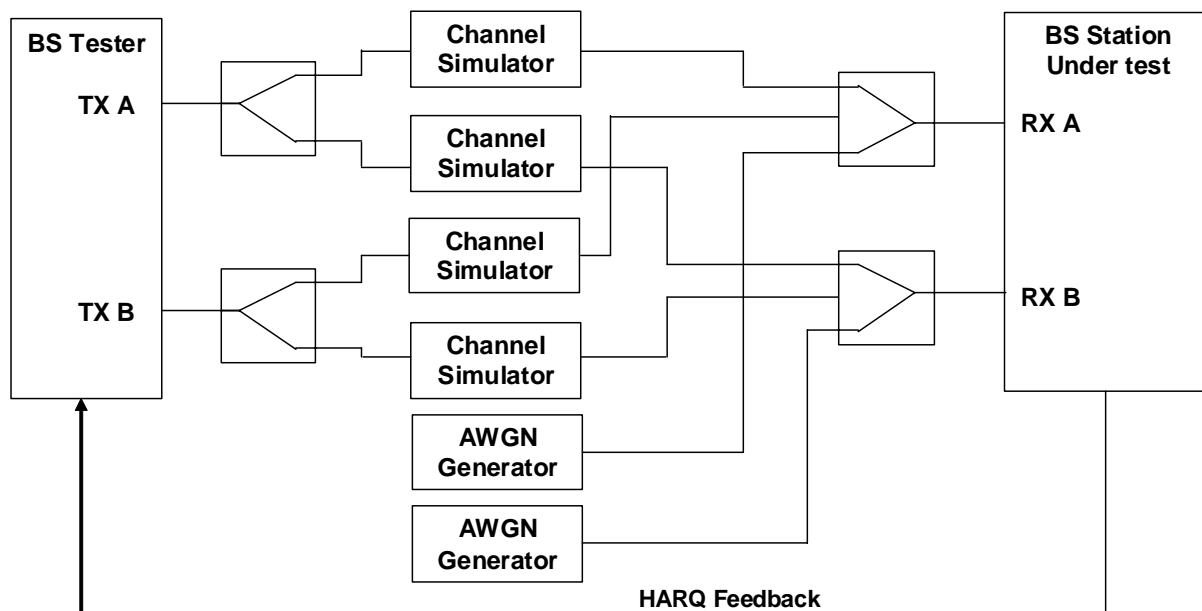 BS Tester
TX A
TX B
Channel
Simulator
Channel
Simulator
Channel
Simulator
Channel
Simulator
AWGN
Generator
AWGN
Generator
BS Station
Under test
RX A
RX B
HARQ Feedback